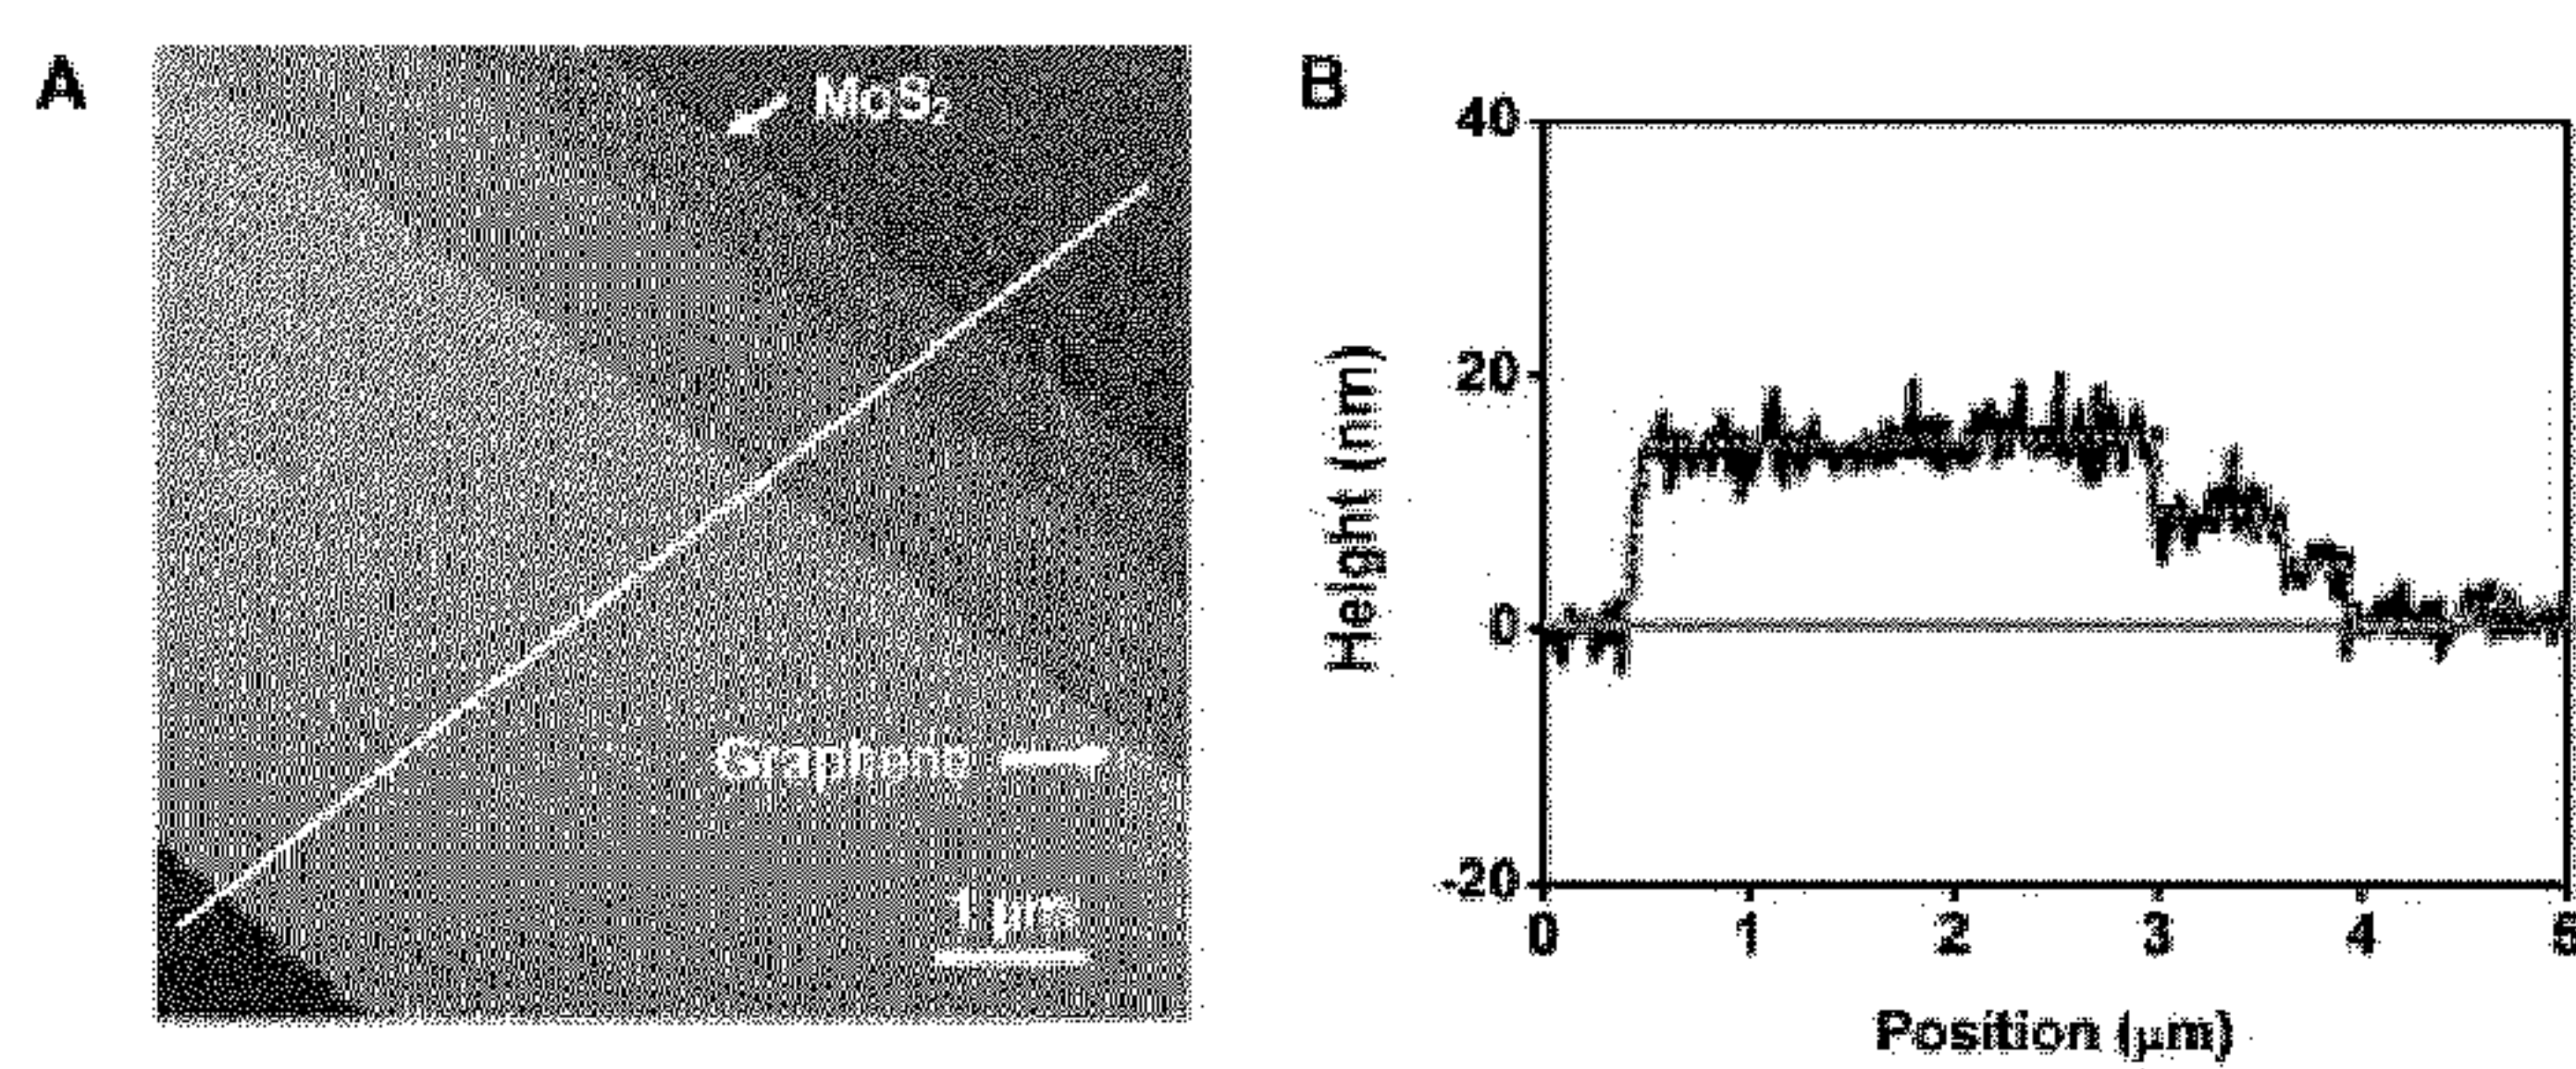 A
MoS₂
Graphene
1 μm
B
Height (nm)
40
20
0
-20
0 1 2 3 4 5
Position (μm)